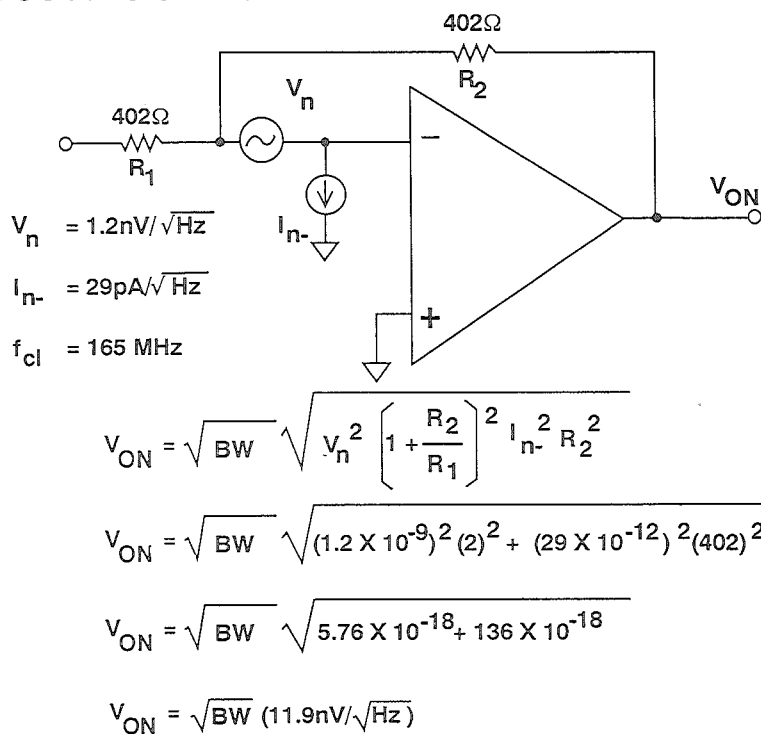 402Ω
R2
Vn
402Ω
R1
−
In-
+
VON
Vn = 1.2nV/√Hz
In- = 29pA/√Hz
fcl = 165 MHz
VON = √BW √Vn² (1 + R2/R1)² In-² R2²
VON = √BW √(1.2 X 10⁻⁹)² (2)² + (29 X 10⁻¹²)² (402)²
VON = √BW √5.76 X 10⁻¹⁸ + 136 X 10⁻¹⁸
VON = √BW (11.9nV/√Hz)